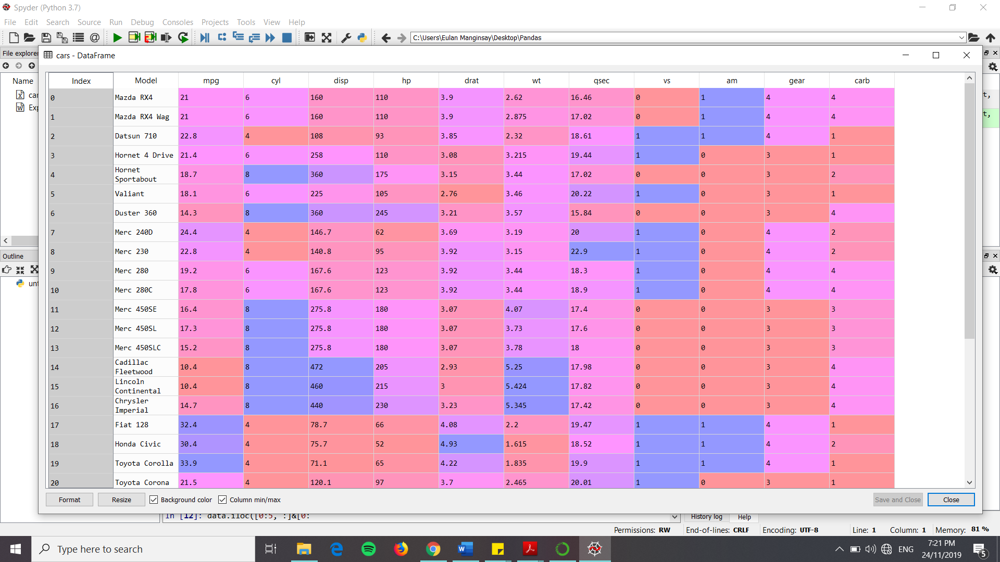 Spyder (Python 3.7)
File Edit Search Source Run Debug Consoles Projects Tools View Help
C:\Users\Eulan Manginsay\Desktop\Pandas
File explorer
cars - DataFrame
Name
Index Model mpg cyl disp hp drat wt qsec vs am gear carb
0 Mazda RX4 21 6 160 110 3.9 2.62 16.46 0 1 4 4
1 Mazda RX4 Wag 21 6 160 110 3.9 2.875 17.02 0 1 4 4
2 Datsun 710 22.8 4 108 93 3.85 2.32 18.61 1 1 4 1
3 Hornet 4 Drive 21.4 6 258 110 3.08 3.215 19.44 1 0 3 1
4 Hornet Sportabout 18.7 8 360 175 3.15 3.44 17.02 0 0 3 2
5 Valiant 18.1 6 225 105 2.76 3.46 20.22 1 0 3 1
6 Duster 360 14.3 8 360 245 3.21 3.57 15.84 0 0 3 4
7 Merc 240D 24.4 4 146.7 62 3.69 3.19 20 1 0 4 2
8 Merc 230 22.8 4 140.8 95 3.92 3.15 22.9 1 0 4 2
9 Merc 280 19.2 6 167.6 123 3.92 3.44 18.3 1 0 4 4
10 Merc 280C 17.8 6 167.6 123 3.92 3.44 18.9 1 0 4 4
11 Merc 450SE 16.4 8 275.8 180 3.07 4.07 17.4 0 0 3 3
12 Merc 450SL 17.3 8 275.8 180 3.07 3.73 17.6 0 0 3 3
13 Merc 450SLC 15.2 8 275.8 180 3.07 3.78 18 0 0 3 3
14 Cadillac Fleetwood 10.4 8 472 205 2.93 5.25 17.98 0 0 3 4
15 Lincoln Continental 10.4 8 460 215 3 5.424 17.82 0 0 3 4
16 Chrysler Imperial 14.7 8 440 230 3.23 5.345 17.42 0 0 3 4
17 Fiat 128 32.4 4 78.7 66 4.08 2.2 19.47 1 1 4 1
18 Honda Civic 30.4 4 75.7 52 4.93 1.615 18.52 1 1 4 2
19 Toyota Corolla 33.9 4 71.1 65 4.22 1.835 19.9 1 1 4 1
20 Toyota Corona 21.5 4 120.1 97 3.7 2.465 20.01 1 0 3 1
Outline
Format Resize Background color Column min/max Save and Close Close
In [12]: data.iloc([0:5, :]&[0:
History log Help
Permissions: RW End-of-lines: CRLF Encoding: UTF-8 Line: 1 Column: 1 Memory: 81 %
Type here to search
ENG
7:21 PM
24/11/2019
5